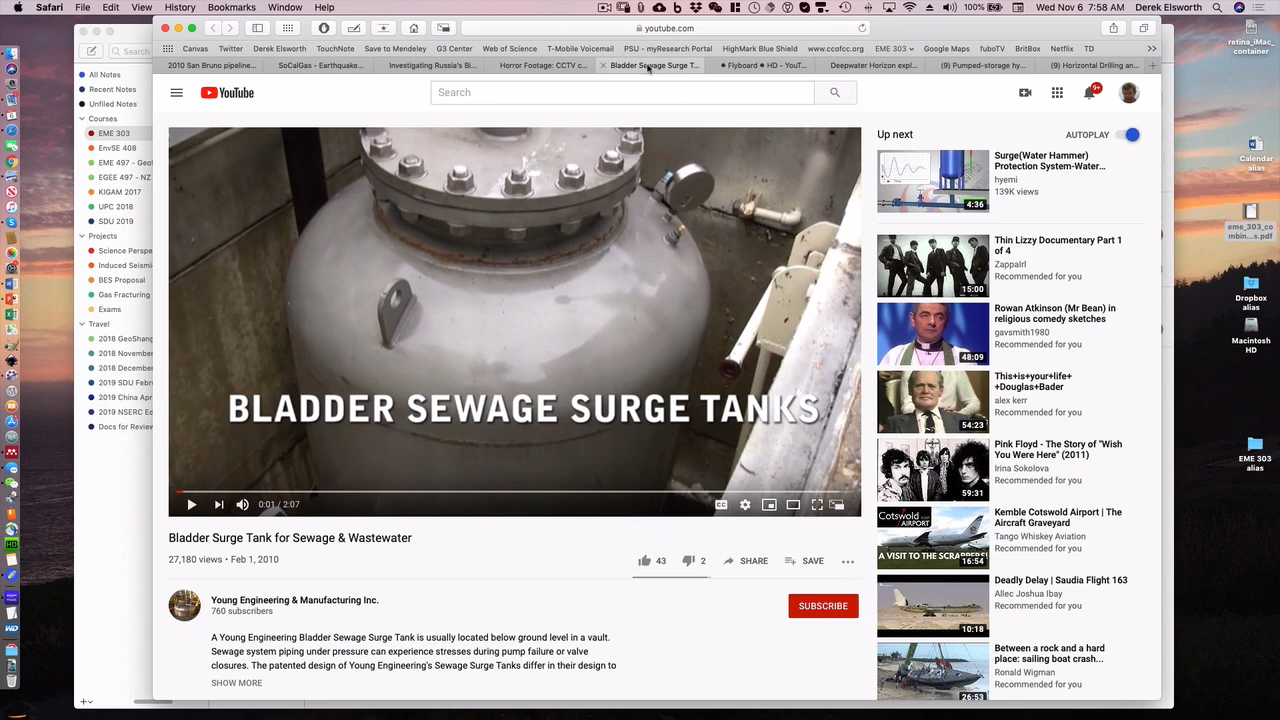 Safari File Edit View History Bookmarks Window Help
Wed Nov 6 7:58 AM Derek Elsworth
youtube.com
Canvas Twitter Derek Elsworth TouchNote Save to Mendeley G3 Center Web of Science T-Mobile Voicemail PSU - myResearch Portal HighMark Blue Shield www.ccofcc.org EME 303 Google Maps fuboTV BritBox Netflix TD
2010 San Bruno pipeline... SoCalGas - Earthquake... Investigating Russia's Bi... Horror Footage: CCTV c... Bladder Sewage Surge T... ♠ Flyboard ♠ HD - YouT... Deepwater Horizon expl... (9) Pumped-storage hy... (9) Horizontal Drilling an...
Search
All Notes
Recent Notes
Unfiled Notes
Courses
EME 303
EnvSE 408
EME 497 - Geot
EGEE 497 - NZ
KIGAM 2017
UPC 2018
SDU 2019
Projects
Science Perspe
Induced Seismi
BES Proposal
Gas Fracturing
Exams
Travel
2018 GeoShang
2018 November
2018 December
2019 SDU Febru
2019 China Apr
2019 NSERC Ed
Docs for Review
YouTube
Search
9+
BLADDER SEWAGE SURGE TANKS
0:01 / 2:07
CC
Bladder Surge Tank for Sewage & Wastewater
27,180 views • Feb 1, 2010
43 2 SHARE SAVE
Young Engineering & Manufacturing Inc.
760 subscribers
SUBSCRIBE
A Young Engineering Bladder Sewage Surge Tank is usually located below ground level in a vault.
Sewage system piping under pressure can experience stresses during pump failure or valve
closures. The patented design of Young Engineering's Sewage Surge Tanks differ in their design to
SHOW MORE
Up next
AUTOPLAY
Surge(Water Hammer)
Protection System-Water...
hyemi
139K views
4:36
Thin Lizzy Documentary Part 1
of 4
Zappalrl
Recommended for you
15:00
Rowan Atkinson (Mr Bean) in
religious comedy sketches
gavsmith1980
Recommended for you
48:09
This+is+your+life+
+Douglas+Bader
alex kerr
Recommended for you
54:23
Pink Floyd - The Story of "Wish
You Were Here" (2011)
Irina Sokolova
Recommended for you
59:31
Kemble Cotswold Airport | The
Aircraft Graveyard
Tango Whiskey Aviation
Recommended for you
Cotswold
AIRPORT
A VISIT TO THE SCRAPPERS!
16:54
Deadly Delay | Saudia Flight 163
Allec Joshua Ibay
Recommended for you
10:18
Between a rock and a hard
place: sailing boat crash...
Ronald Wigman
Recommended for you
26:53
retina_iMac_
container
Calendar
alias
eme_303_co
mbin...s.pdf
Dropbox
alias
Macintosh
HD
EME 303
alias